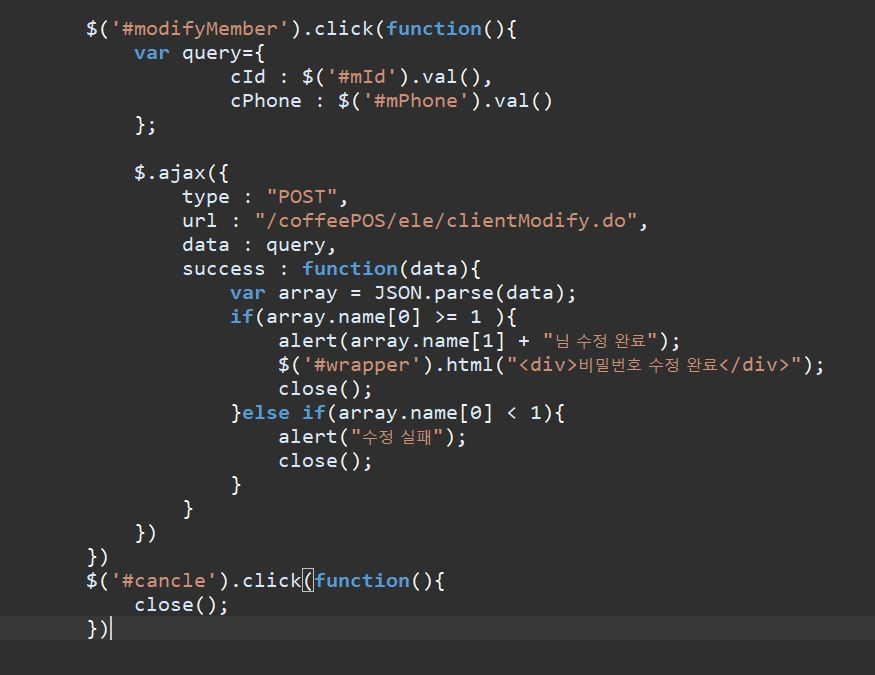 $('#modifyMember').click(function(){
var query={
cId : $('#mId').val(),
cPhone : $('#mPhone').val()
};
$.ajax({
type : "POST",
url : "/coffeePOS/ele/clientModify.do",
data : query,
success : function(data){
var array = JSON.parse(data);
if(array.name[0] >= 1 ){
alert(array.name[1] + "님 수정 완료");
$('#wrapper').html("<div>비밀번호 수정 완료</div>");
close();
}else if(array.name[0] < 1){
alert("수정 실패");
close();
}
}
})
})
$('#cancle').click(function(){
close();
})